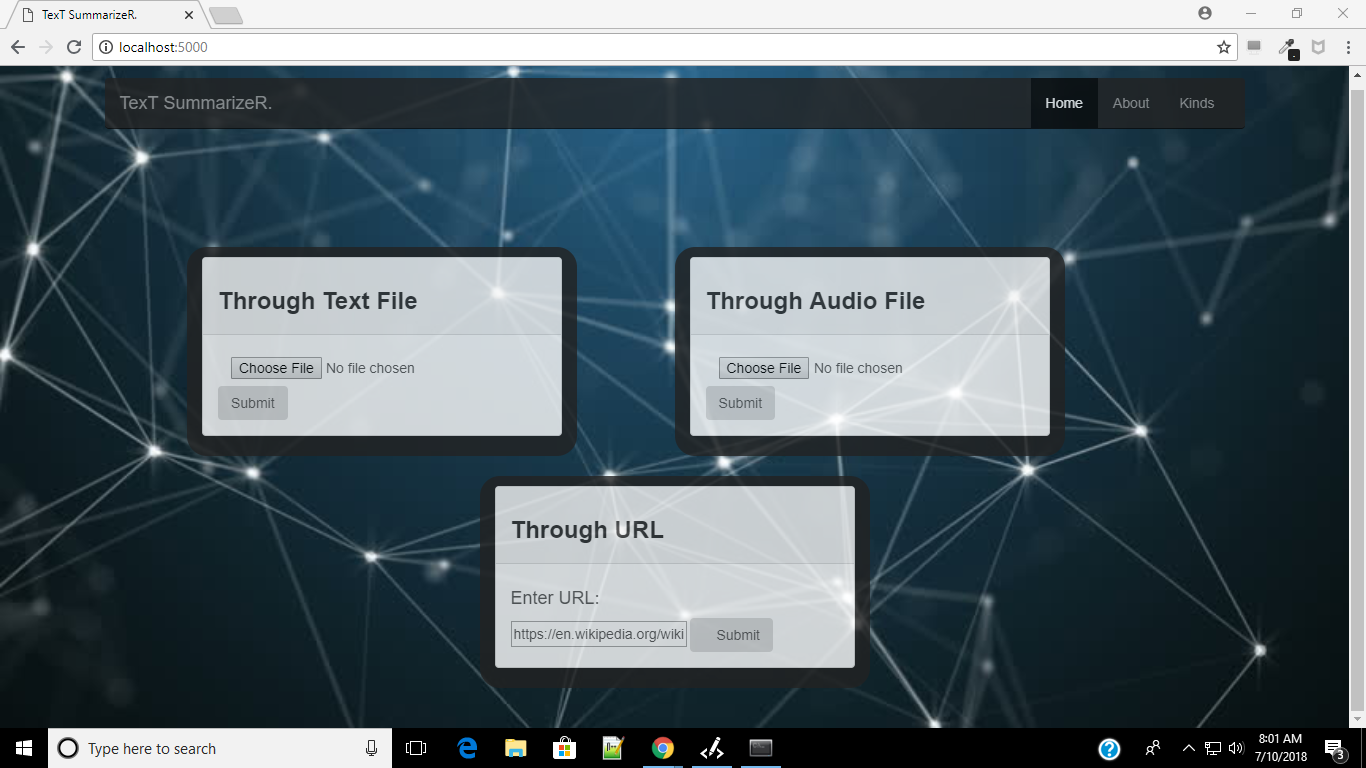 TexT SummarizeR.
localhost:5000
TexT SummarizeR.
Home
About
Kinds
Through Text File
Choose File No file chosen
Submit
Through Audio File
Choose File No file chosen
Submit
Through URL
Enter URL:
https://en.wikipedia.org/wiki
Submit
Type here to search
8:01 AM
7/10/2018
3